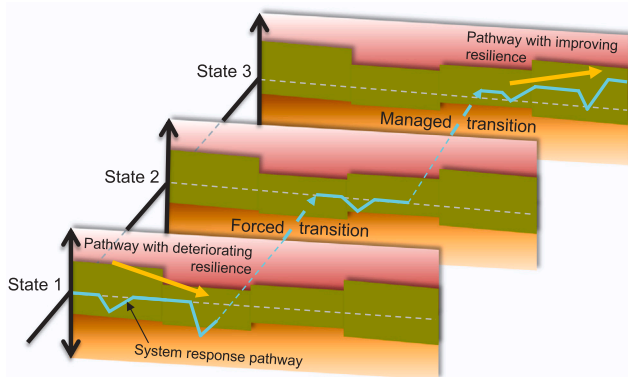 Pathway with improving
resilience
State 3
Managed transition
State 2
Forced transition
Pathway with deteriorating
resilience
State 1
System response pathway